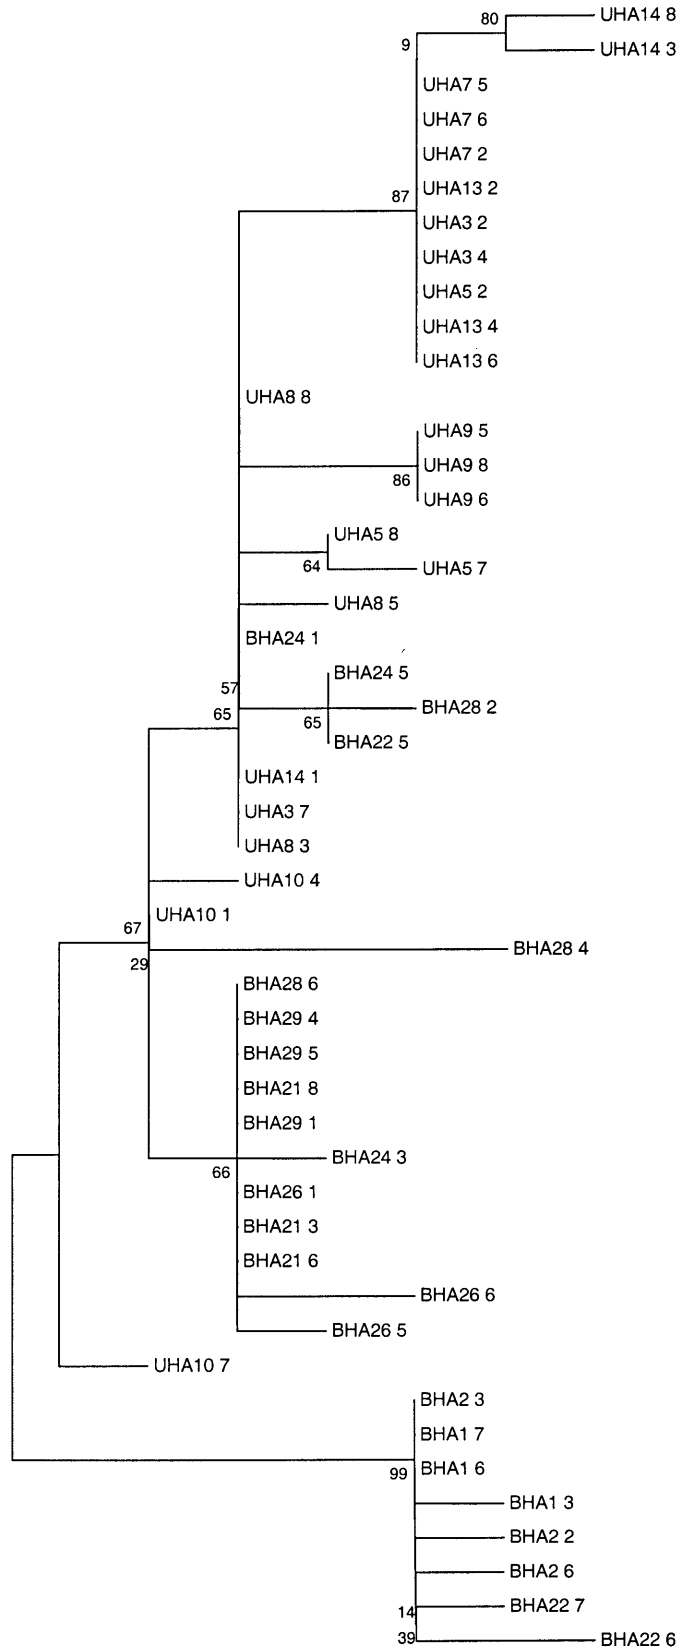 UHA14 8
80
UHA14 3
9
UHA7 5
UHA7 6
UHA7 2
UHA13 2
87
UHA3 2
UHA3 4
UHA5 2
UHA13 4
UHA13 6
UHA8 8
UHA9 5
UHA9 8
86
UHA9 6
UHA5 8
64
UHA5 7
UHA8 5
BHA24 1
BHA24 5
57
BHA28 2
65
65
BHA22 5
UHA14 1
UHA3 7
UHA8 3
UHA10 4
UHA10 1
67
BHA28 4
29
BHA28 6
BHA29 4
BHA29 5
BHA21 8
BHA29 1
BHA24 3
66
BHA26 1
BHA21 3
BHA21 6
BHA26 6
BHA26 5
UHA10 7
BHA2 3
BHA1 7
BHA1 6
99
BHA1 3
BHA2 2
BHA2 6
BHA22 7
14
39
BHA22 6